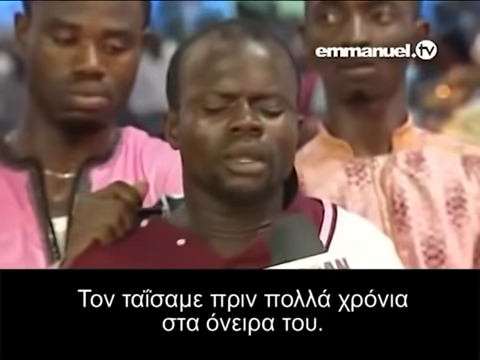 emmanuel.tv
Τον ταΐσαμε πριν πολλά χρόνια
στα όνειρα του.